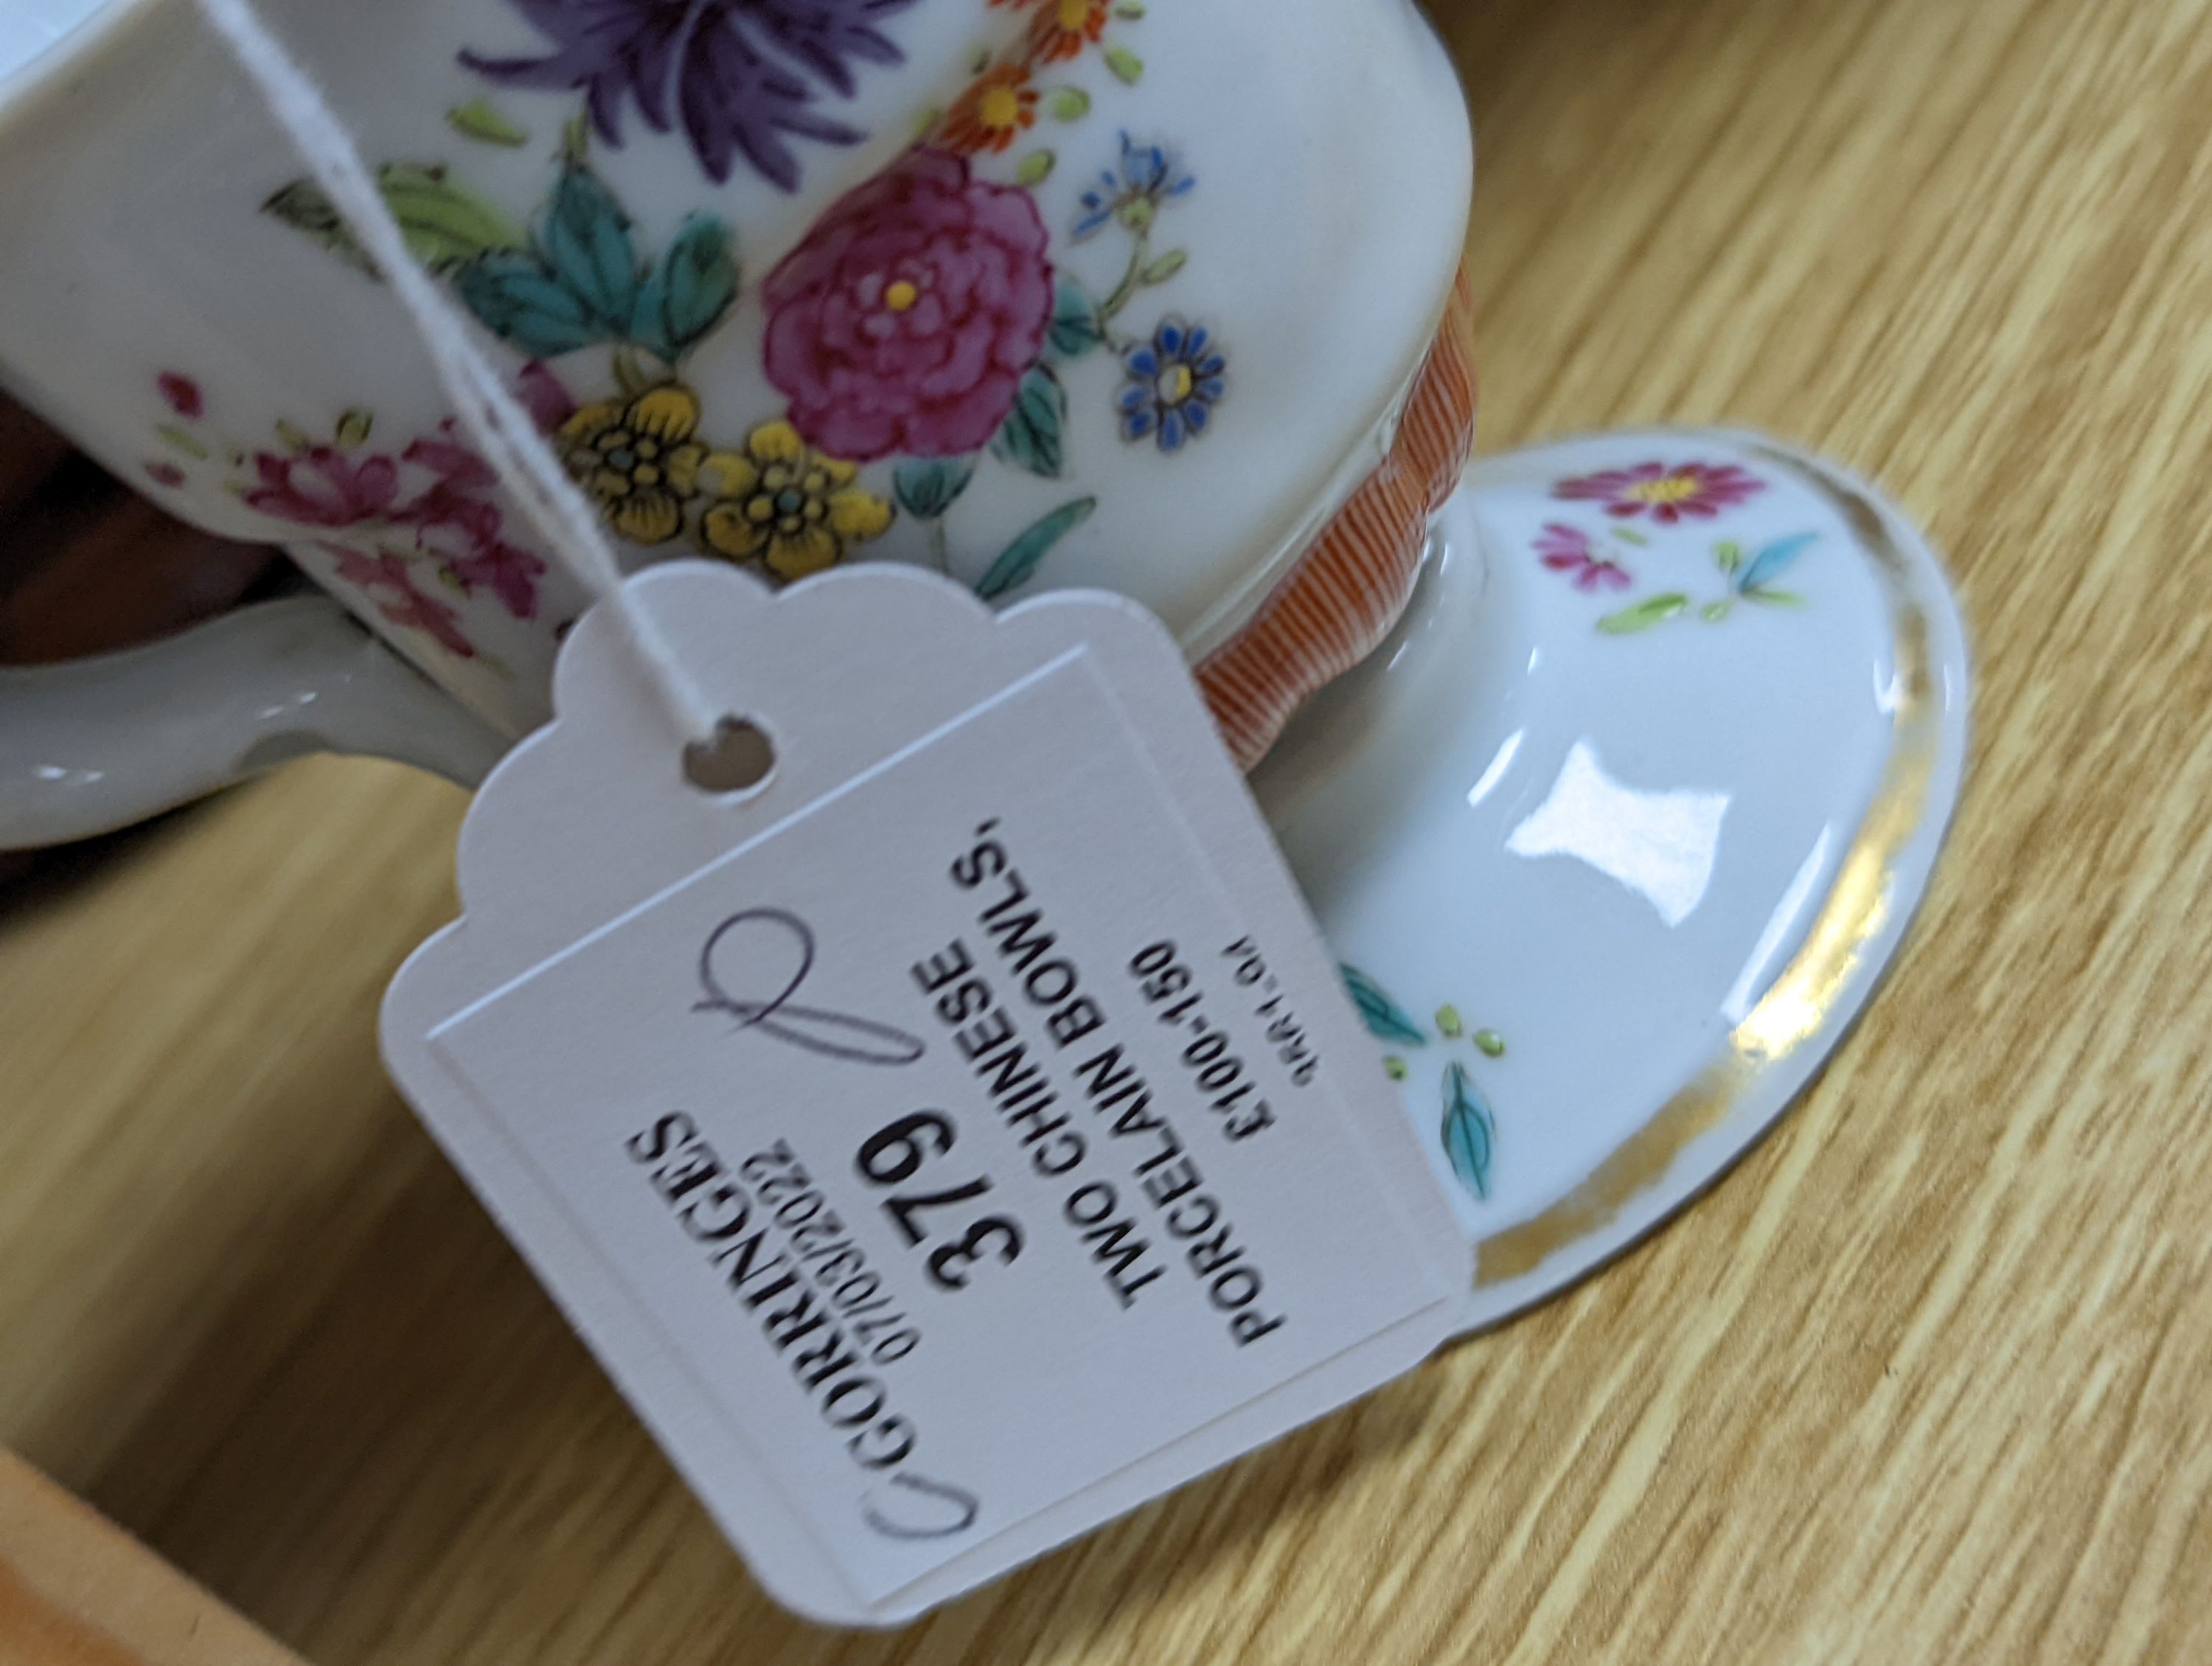 GORRINGES
07/03/2022
379
TWO CHINESE
PORCELAIN BOWLS,
£100-150